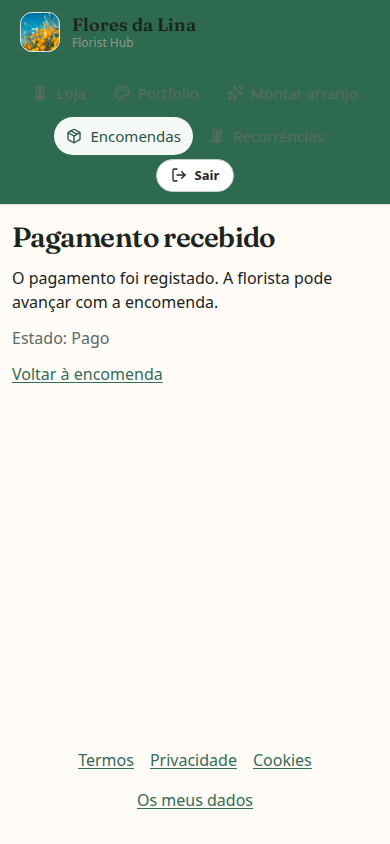 Flores da Lina
Florist Hub
Loja
Portfolio
Montar arranjo
Encomendas
Recorrências
Sair
Pagamento recebido
O pagamento foi registado. A florista pode
avançar com a encomenda.
Estado: Pago
Voltar à encomenda
Termos
Privacidade
Cookies
Os meus dados